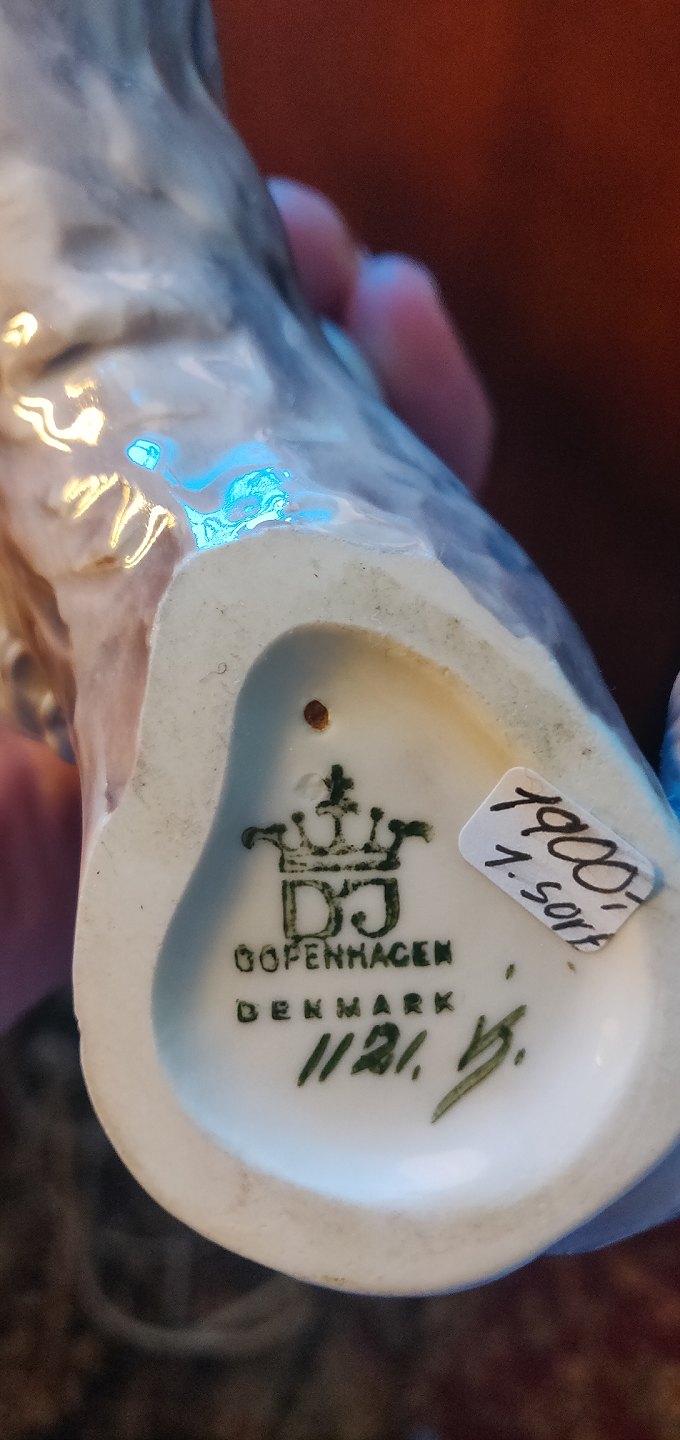 DJ
COPENHAGEN
DENMARK
1121.
1900,-
1. sort